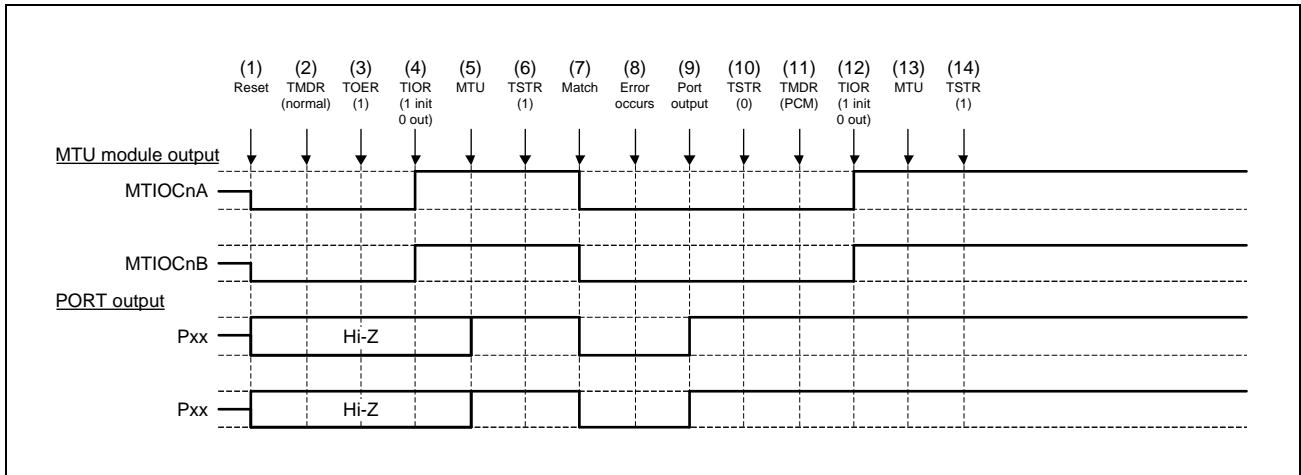 (1) (2) (3) (4) (5) (6) (7) (8) (9) (10) (11) (12) (13) (14)
Reset TMDR TOER TIOR MTU TSTR Match Error Port TSTR TMDR TIOR MTU TSTR
(normal) (1) (1 init (1) occurs output (0) (PCM) (1 init (1)
0 out) 0 out)
MTU module output
MTIOCnA
MTIOCnB
PORT output
Pxx Hi-Z
Pxx Hi-Z